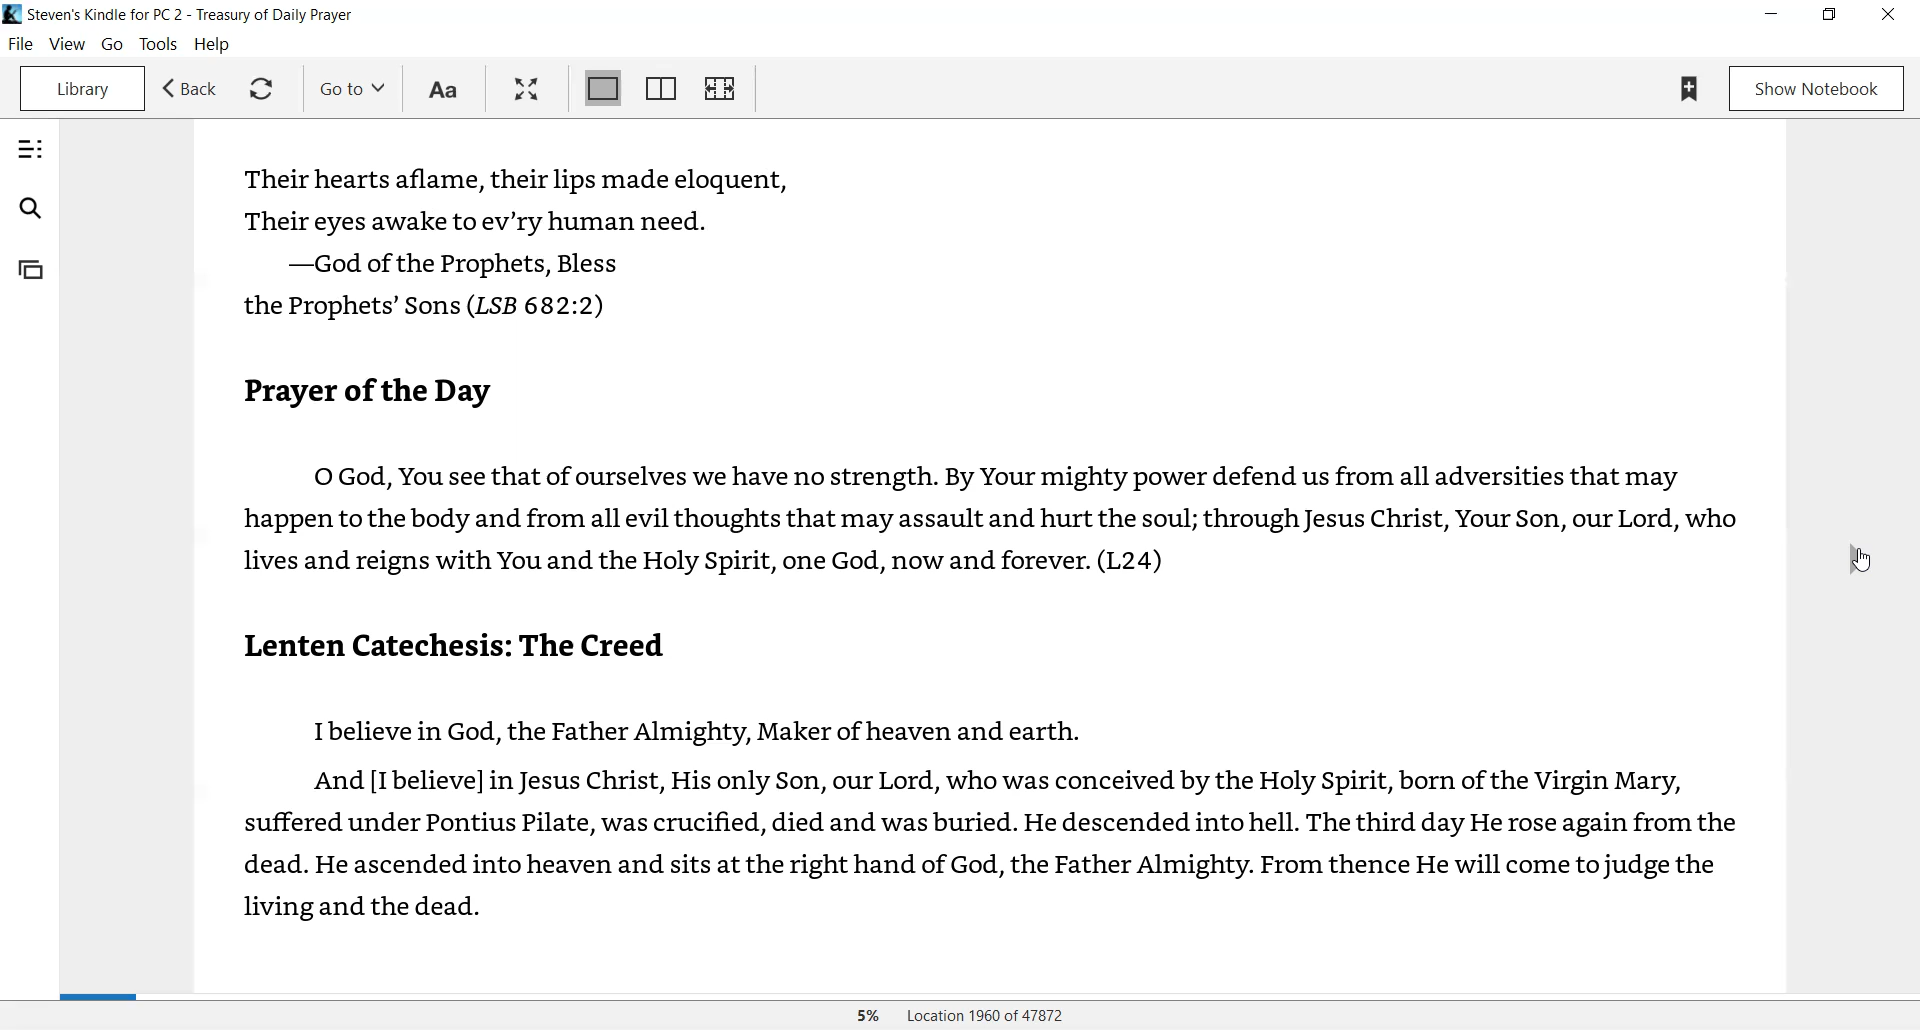 Steven's Kindle for PC 2 - Treasury of Daily Prayer
File View Go Tools Help
Library Back Go to Aa Show Notebook
Their hearts aflame, their lips made eloquent,
Their eyes awake to ev’ry human need.
—God of the Prophets, Bless
the Prophets’ Sons (LSB 682:2)
Prayer of the Day
O God, You see that of ourselves we have no strength. By Your mighty power defend us from all adversities that may
happen to the body and from all evil thoughts that may assault and hurt the soul; through Jesus Christ, Your Son, our Lord, who
lives and reigns with You and the Holy Spirit, one God, now and forever. (L24)
Lenten Catechesis: The Creed
I believe in God, the Father Almighty, Maker of heaven and earth.
And [I believe] in Jesus Christ, His only Son, our Lord, who was conceived by the Holy Spirit, born of the Virgin Mary,
suffered under Pontius Pilate, was crucified, died and was buried. He descended into hell. The third day He rose again from the
dead. He ascended into heaven and sits at the right hand of God, the Father Almighty. From thence He will come to judge the
living and the dead.
5% Location 1960 of 47872